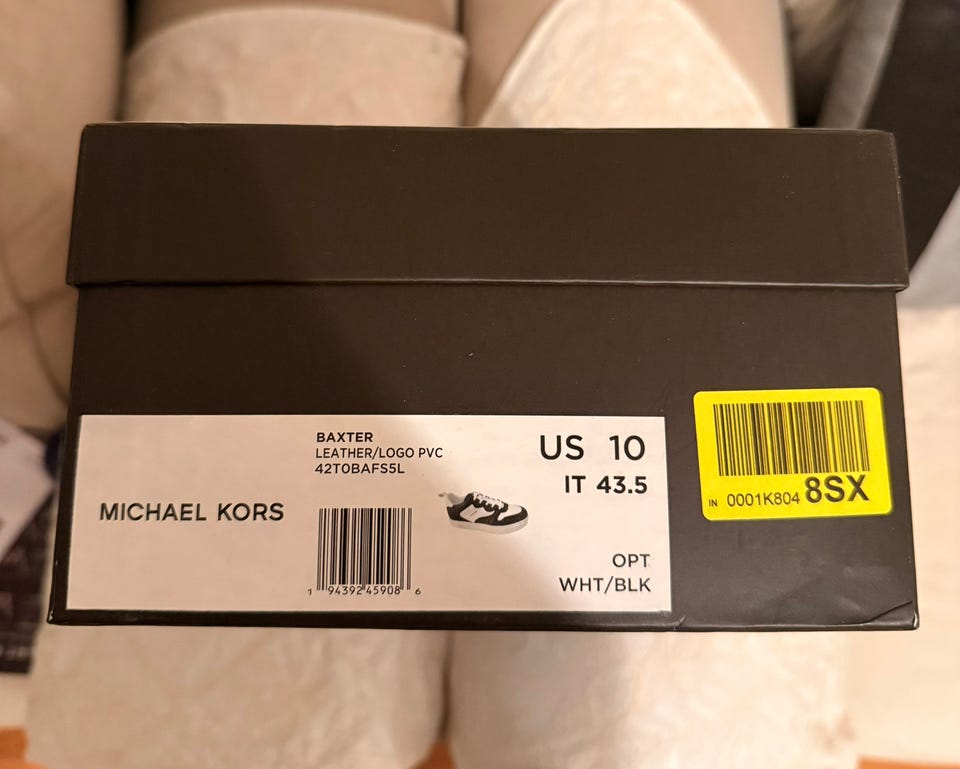 BAXTER
LEATHER/LOGO PVC
42T0BAFS5L
MICHAEL KORS
1 94392 45908 6
US 10
IT 43.5
OPT
WHT/BLK
IN 0001K804 8SX